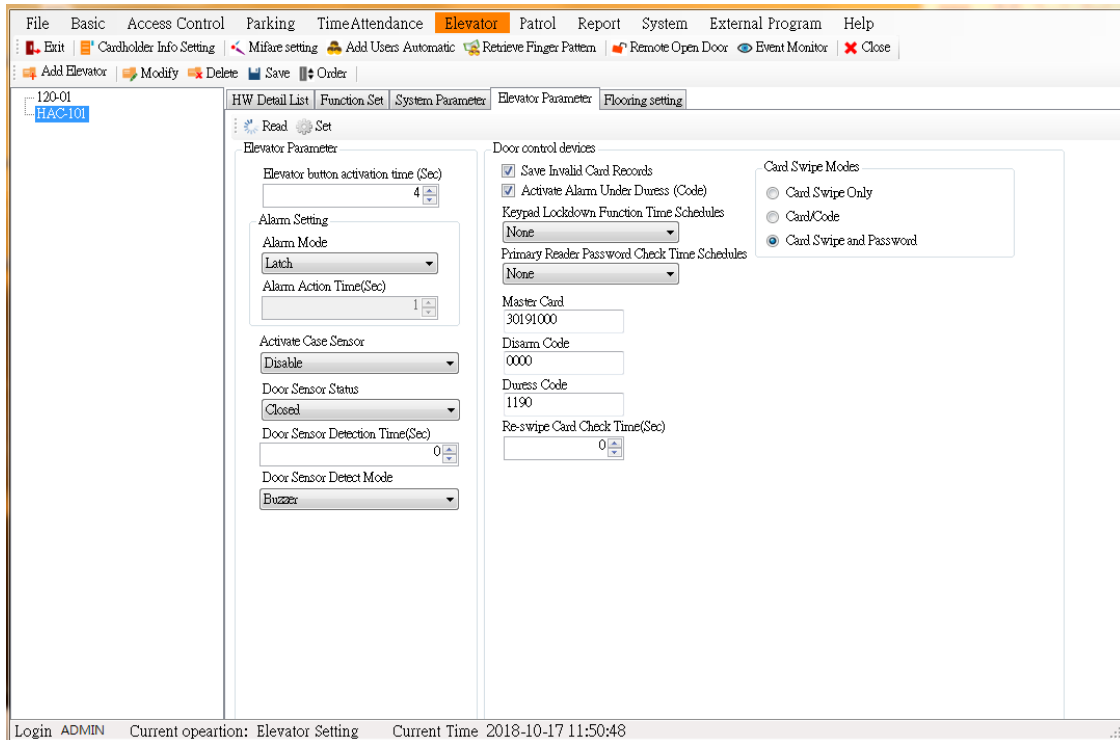 File Basic Access Control Parking TimeAttendance Elevator Patrol Report System External Program Help
Exit Cardholder Info Setting Mifare setting Add Users Automatic Retrieve Finger Pattern Remote Open Door Event Monitor Close
Add Elevator Modify Delete Save Order
120-01
HAC-101
HW Detail List Function Set System Parameter Elevator Parameter Flooring setting
Read Set
Elevator Parameter
Elevator button activation time (Sec)
4
Alarm Setting
Alarm Mode
Latch
Alarm Action Time(Sec)
1
Activate Case Sensor
Disable
Door Sensor Status
Closed
Door Sensor Detection Time(Sec)
0
Door Sensor Detect Mode
Buzzer
Door control devices
Save Invalid Card Records
Activate Alarm Under Duress (Code)
Keypad Lockdown Function Time Schedules
None
Primary Reader Password Check Time Schedules
None
Master Card
30191000
Disarm Code
0000
Duress Code
1190
Re-swipe Card Check Time(Sec)
0
Card Swipe Modes
Card Swipe Only
Card/Code
Card Swipe and Password
Login ADMIN Current opeartion: Elevator Setting Current Time 2018-10-17 11:50:48